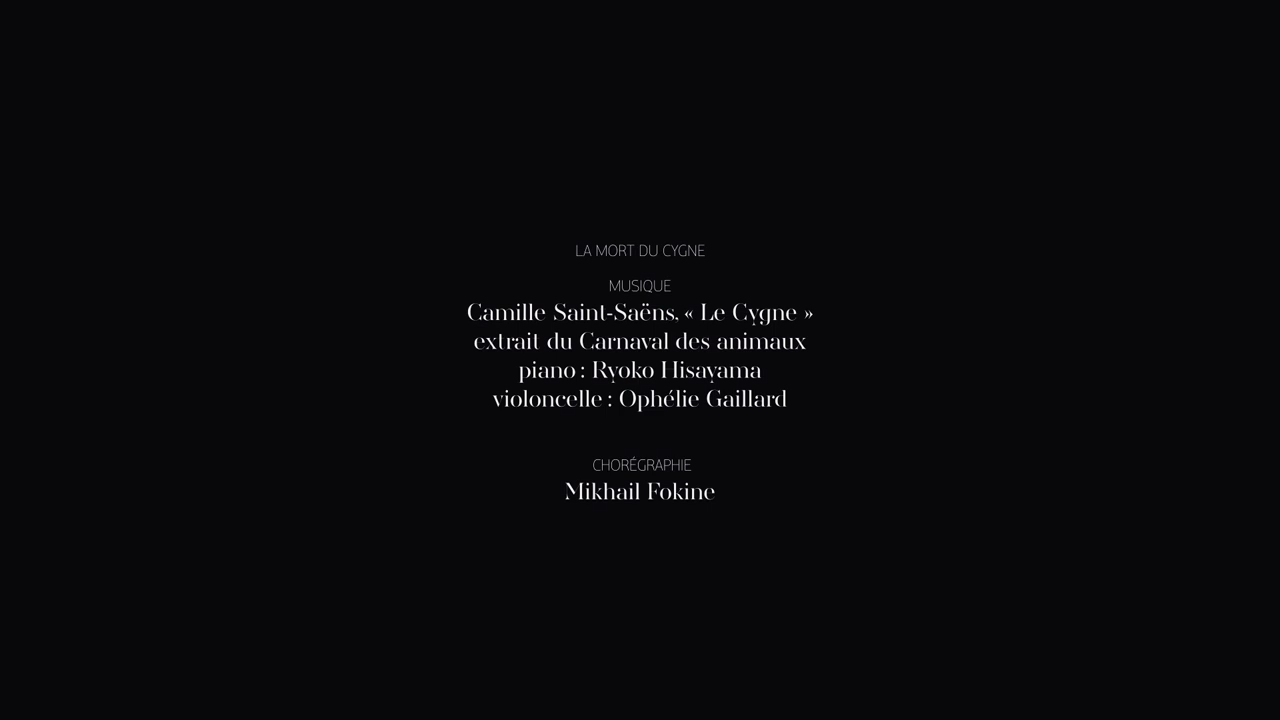 LA MORT DU CYGNE
MUSIQUE
Camille Saint-Saëns, « Le Cygne »
extrait du Carnaval des animaux
piano : Ryoko Hisayama
violoncelle : Ophélie Gaillard
CHORÉGRAPHIE
Mikhail Fokine